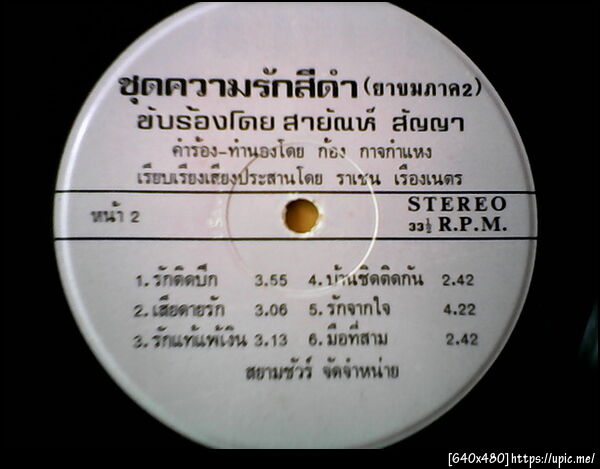 ชุดความรักสีดำ (ยาขมภาค2)
ขับร้องโดย สายัณห์ สัญญา
คำร้อง-ทำนองโดย ก้อง กาจกำแหง
เรียบเรียงเสียงประสานโดย ราเชน เรืองเนตร
หน้า 2
STEREO
33½ R.P.M.
1. รักติดบึก 3.55 4. บ้านชิดติดกัน 2.42
2. เสียดายรัก 3.06 5. รักจากใจ 4.22
3. รักแท้แพ้เงิน 3.13 6. มือที่สาม 2.42
สยามชัวร์ จัดจำหน่าย
[640x480]https://upic.me/